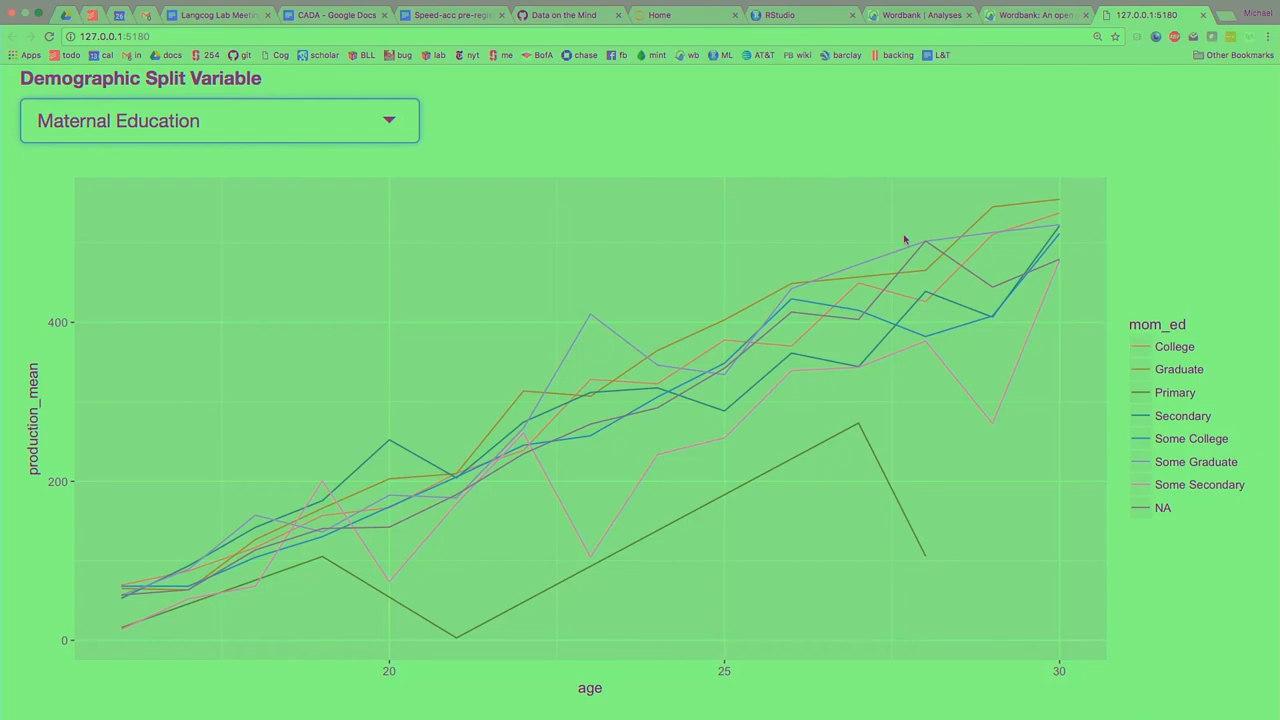 Langcog Lab Meeting
CADA - Google Docs
Speed-acc pre-regis
Data on the Mind
Home
RStudio
Wordbank | Analyses
Wordbank: An open
127.0.0.1:5180
Michael
127.0.0.1:5180
Apps todo cal in docs 254 git Cog scholar BLL bug lab nyt me BofA chase fb mint wb ML AT&T PB wiki barclay backing L&T Other Bookmarks
Demographic Split Variable
Maternal Education
400
200
0
production_mean
20 25 30
age
mom_ed
College
Graduate
Primary
Secondary
Some College
Some Graduate
Some Secondary
NA